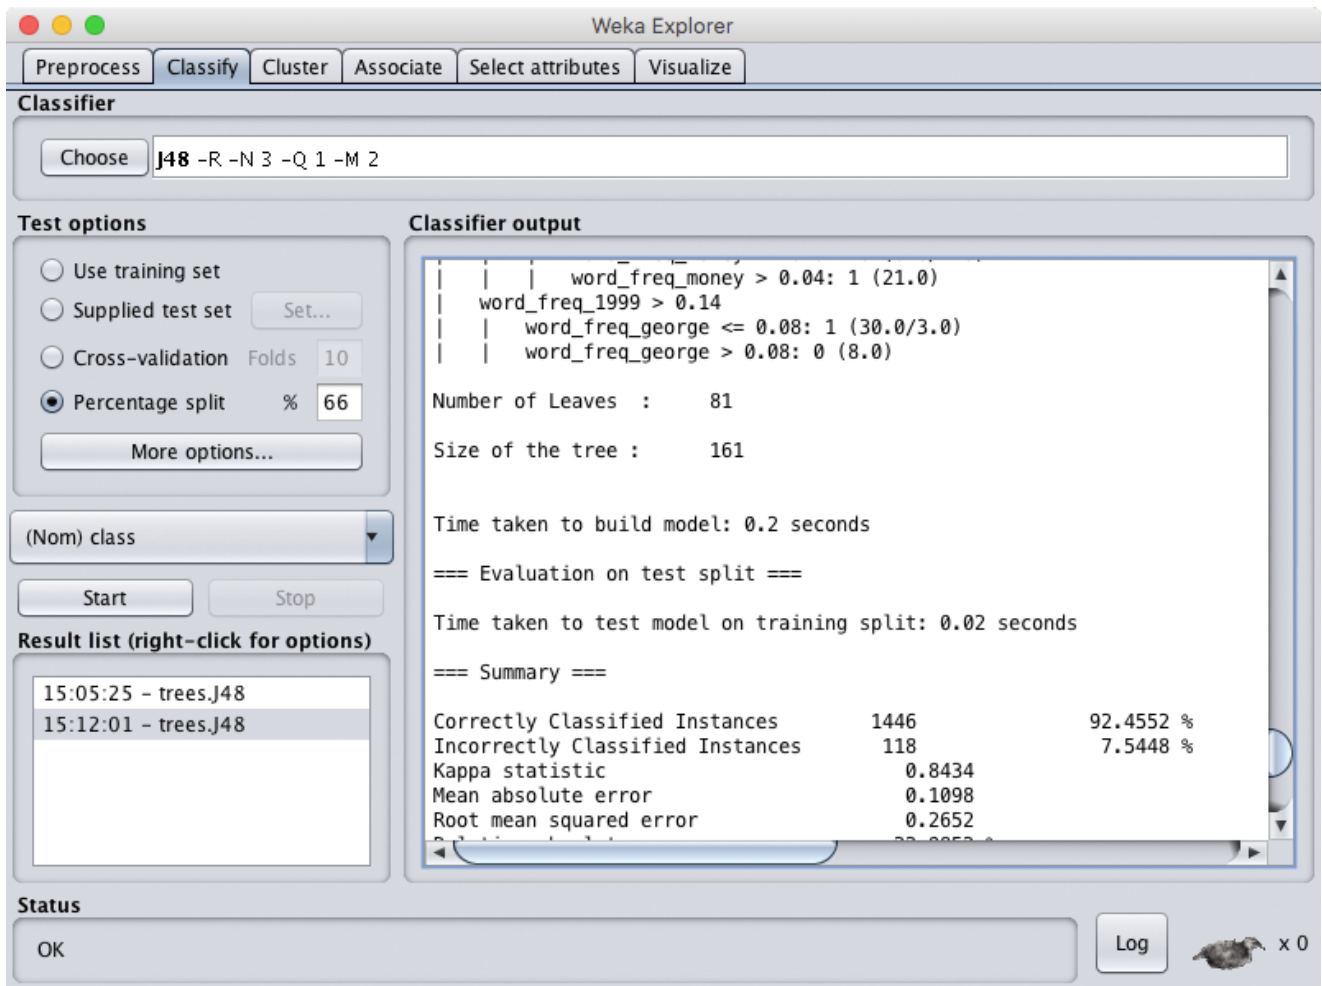 Weka Explorer
Preprocess Classify Cluster Associate Select attributes Visualize
Classifier
Choose J48 -R -N 3 -Q 1 -M 2
Test options
Use training set
Supplied test set Set...
Cross-validation Folds 10
Percentage split % 66
More options...
(Nom) class
Start Stop
Result list (right-click for options)
15:05:25 - trees.J48
15:12:01 - trees.J48
Classifier output
| | | word_freq_money > 0.04: 1 (21.0)
| word_freq_1999 > 0.14
| | word_freq_george <= 0.08: 1 (30.0/3.0)
| | word_freq_george > 0.08: 0 (8.0)
Number of Leaves : 81
Size of the tree : 161
Time taken to build model: 0.2 seconds
=== Evaluation on test split ===
Time taken to test model on training split: 0.02 seconds
=== Summary ===
Correctly Classified Instances 1446 92.4552 %
Incorrectly Classified Instances 118 7.5448 %
Kappa statistic 0.8434
Mean absolute error 0.1098
Root mean squared error 0.2652
Status
OK
Log x 0